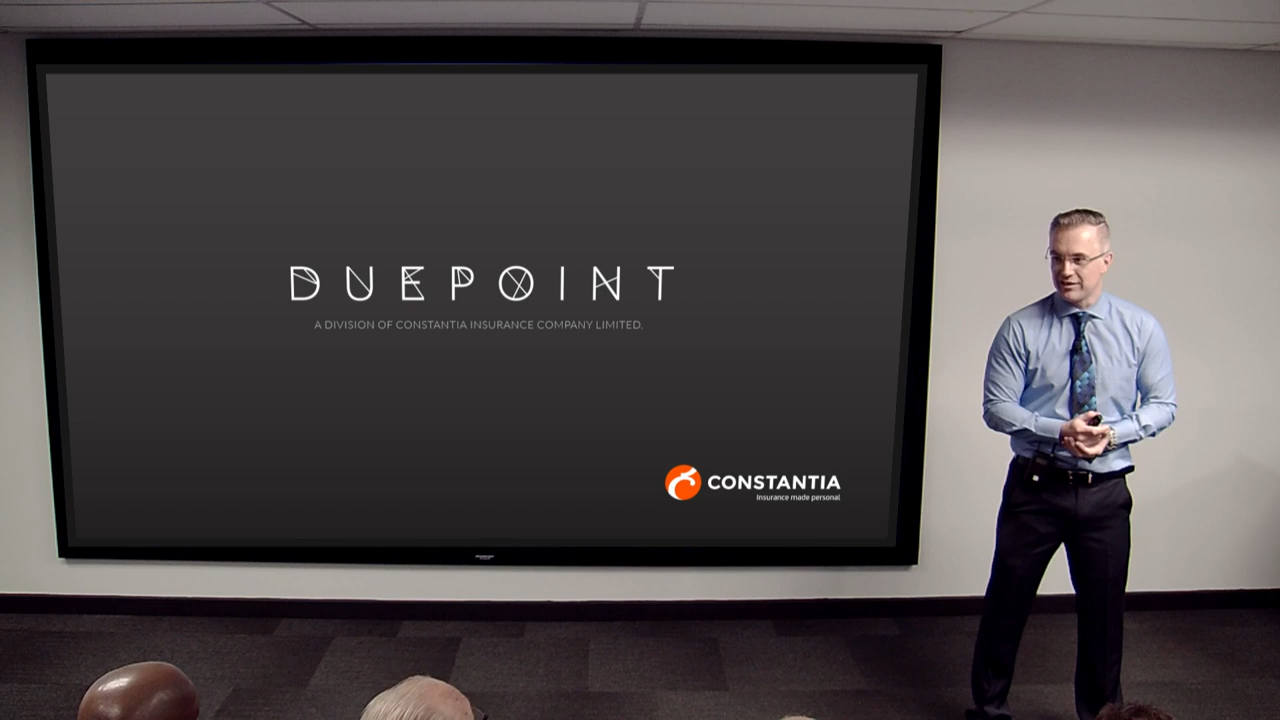 DUEPOINT
A DIVISION OF CONSTANTIA INSURANCE COMPANY LIMITED.
CONSTANTIA
Insurance made personal